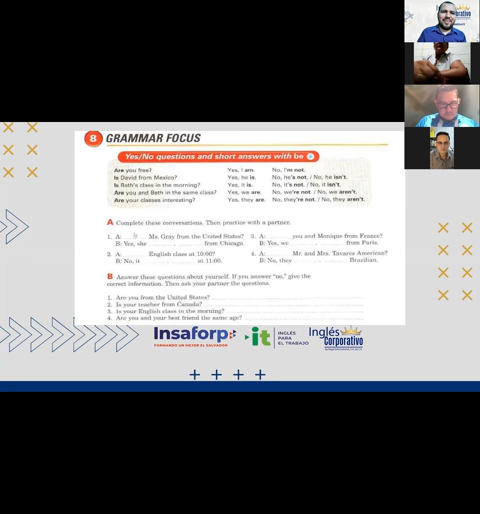 Inglés
Corporativo
8 GRAMMAR FOCUS
Yes/No questions and short answers with be
Are you free? Yes, I am. No, I'm not.
Is David from Mexico? Yes, he is. No, he's not. / No, he isn't.
Is Beth's class in the morning? Yes, it is. No, it's not. / No, it isn't.
Are you and Beth in the same class? Yes, we are. No, we're not. / No, we aren't.
Are your classes interesting? Yes, they are. No, they're not. / No, they aren't.
A Complete these conversations. Then practice with a partner.
1. A: is Ms. Gray from the United States?
B: Yes, she from Chicago.
2. A: English class at 10:00?
B: No, it at 11:00.
3. A: you and Monique from France?
B: Yes, we from Paris.
4. A: Mr. and Mrs. Tavares American?
B: No, they Brazilian.
B Answer these questions about yourself. If you answer "no," give the
correct information. Then ask your partner the questions.
1. Are you from the United States?
2. Is your teacher from Canada?
3. Is your English class in the morning?
4. Are you and your best friend the same age?
Insaforp
FORMANDO UN MEJOR EL SALVADOR
it
INGLÉS
PARA
EL TRABAJO
Inglés
Corporativo